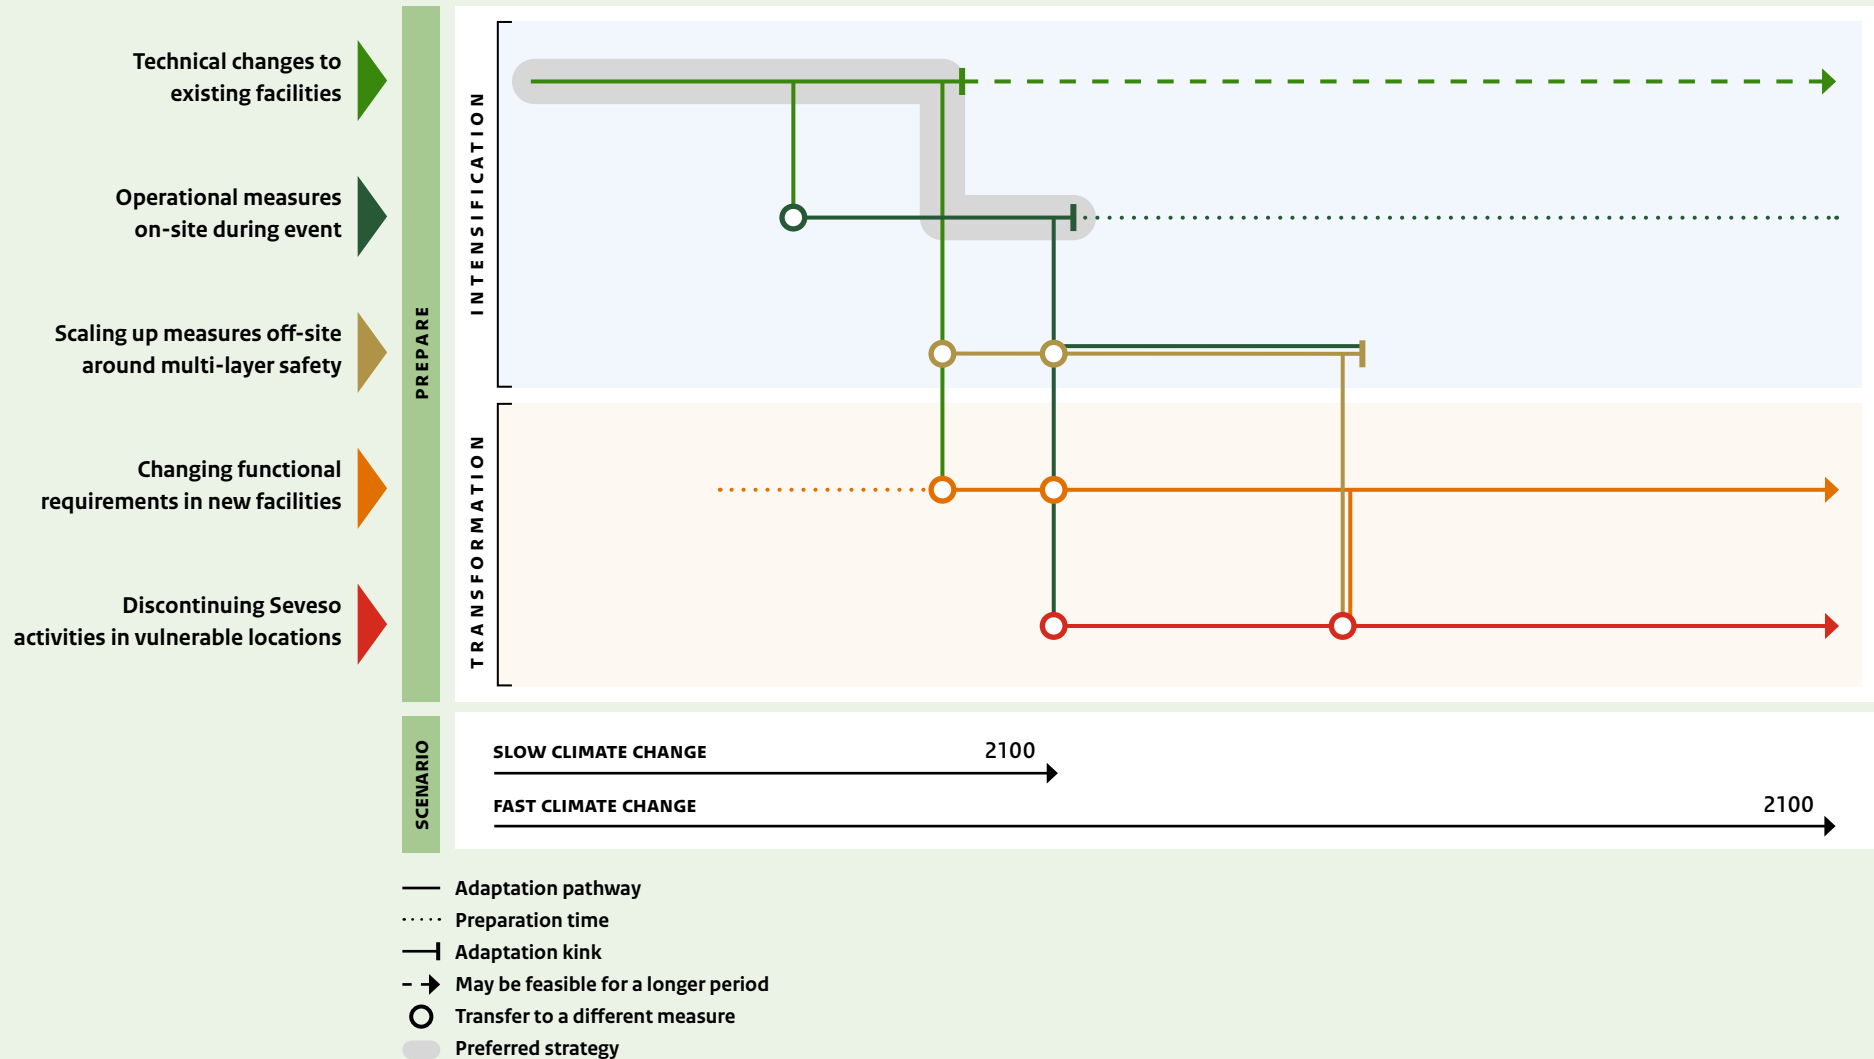 Technical changes to
existing facilities
Operational measures
on-site during event
Scaling up measures off-site
around multi-layer safety
Changing functional
requirements in new facilities
Discontinuing Seveso
activities in vulnerable locations
PREPARE
INTENSIFICATION
TRANSFORMATION
SCENARIO
SLOW CLIMATE CHANGE
2100
FAST CLIMATE CHANGE
2100
Adaptation pathway
Preparation time
Adaptation kink
May be feasible for a longer period
Transfer to a different measure
Preferred strategy